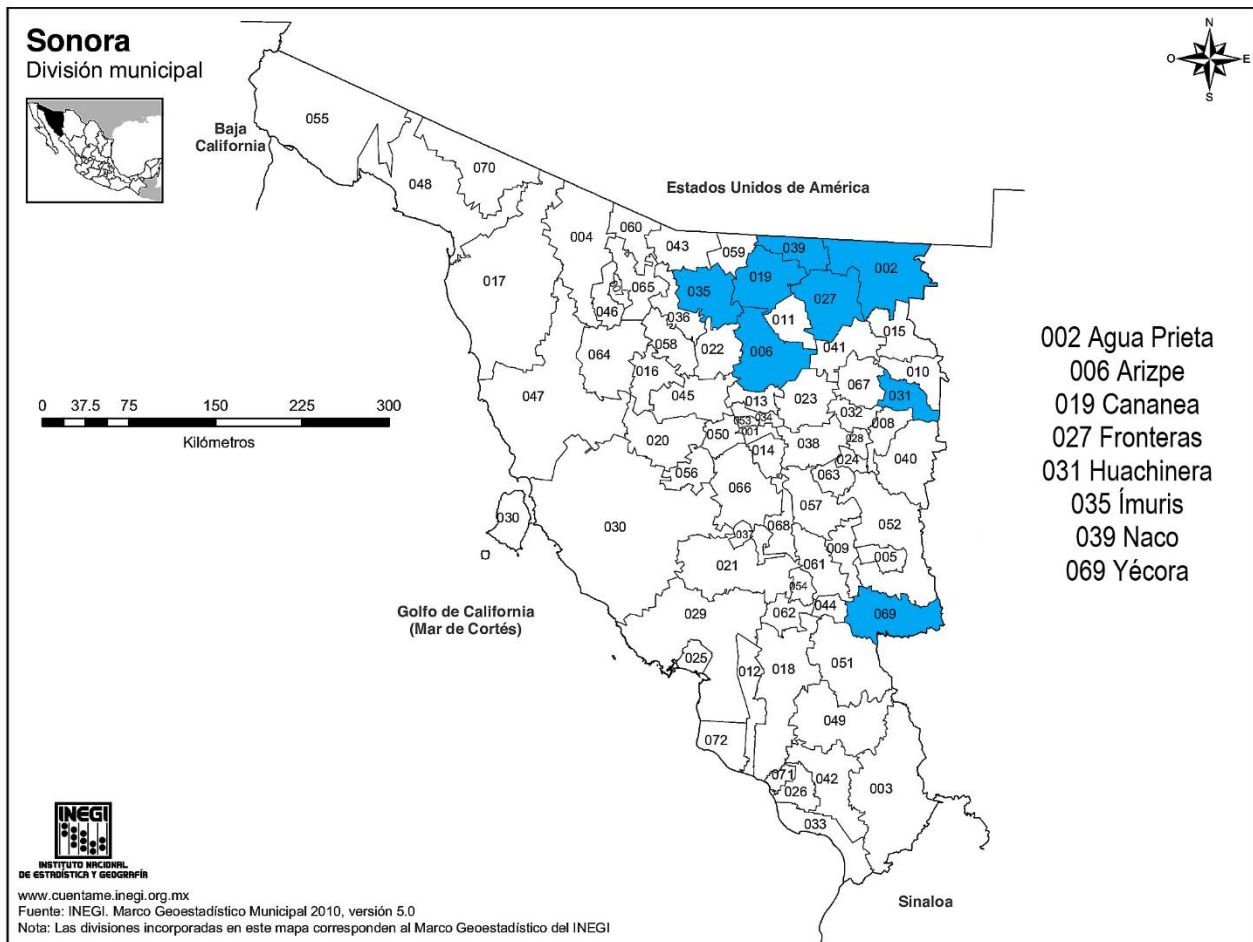 Sonora
División municipal
N
O
E
S
055
Baja
California
070
048
Estados Unidos de América
060
004
043
059
039
002
017
019
065
035
027
046
036
011
015
058
022
006
041
064
016
010
067
031
047
045
013
023
032
008
053
034
001
020
050
038
028
014
024
040
056
063
066
057
030
030
037
068
052
009
021
005
061
054
029
062
044
069
Golfo de California
(Mar de Cortés)
025
012
018
051
049
072
071
042
026
003
033
Sinaloa
0 37.5 75 150 225 300
Kilómetros
002 Agua Prieta
006 Arizpe
019 Cananea
027 Fronteras
031 Huachinera
035 Ímuris
039 Naco
069 Yécora
INEGI
INSTITUTO NACIONAL
DE ESTADÍSTICA Y GEOGRAFÍA
www.cuentame.inegi.org.mx
Fuente: INEGI. Marco Geoestadístico Municipal 2010, versión 5.0
Nota: Las divisiones incorporadas en este mapa corresponden al Marco Geoestadístico del INEGI